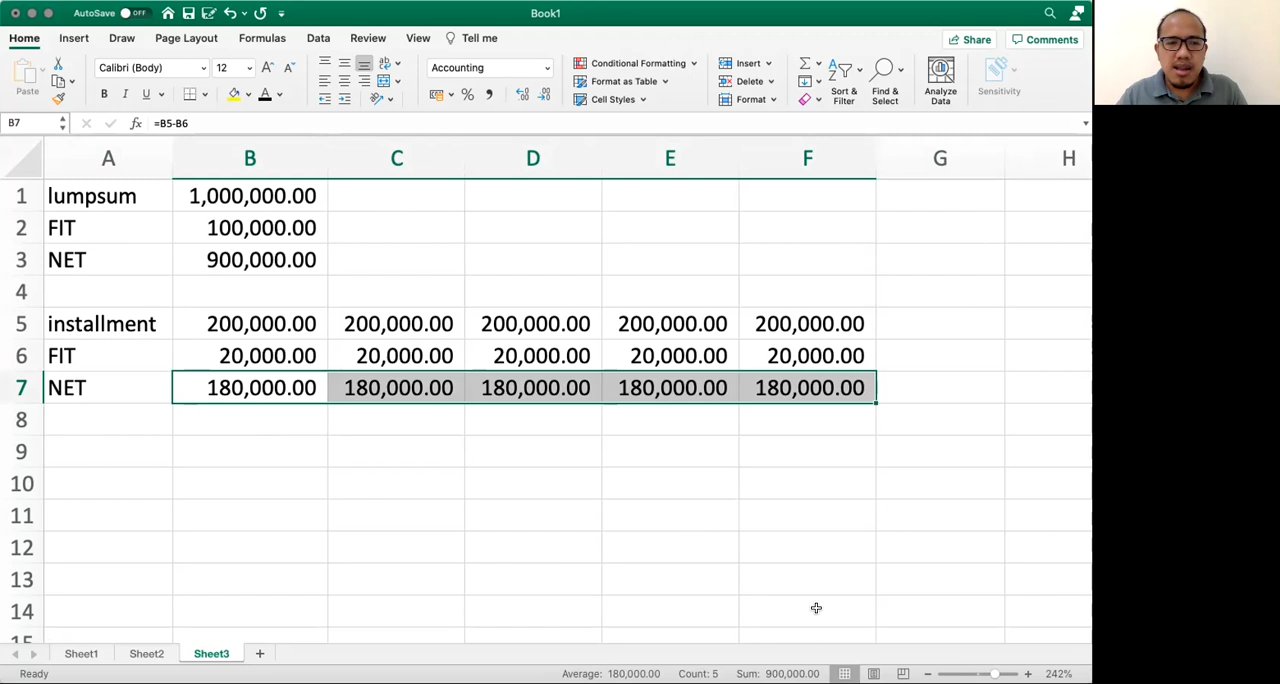 AutoSave OFF Book1
Home Insert Draw Page Layout Formulas Data Review View Tell me Share Comments
Paste Calibri (Body) 12 Accounting Conditional Formatting Insert Sort & Filter Find & Select Analyze Data Sensitivity
B I U % Format as Table Delete
Cell Styles Format
B7 fx =B5-B6
A B C D E F G H
1 lumpsum 1,000,000.00
2 FIT 100,000.00
3 NET 900,000.00
4
5 installment 200,000.00 200,000.00 200,000.00 200,000.00 200,000.00
6 FIT 20,000.00 20,000.00 20,000.00 20,000.00 20,000.00
7 NET 180,000.00 180,000.00 180,000.00 180,000.00 180,000.00
8
9
10
11
12
13
14
15
Sheet1 Sheet2 Sheet3 +
Ready Average: 180,000.00 Count: 5 Sum: 900,000.00 242%